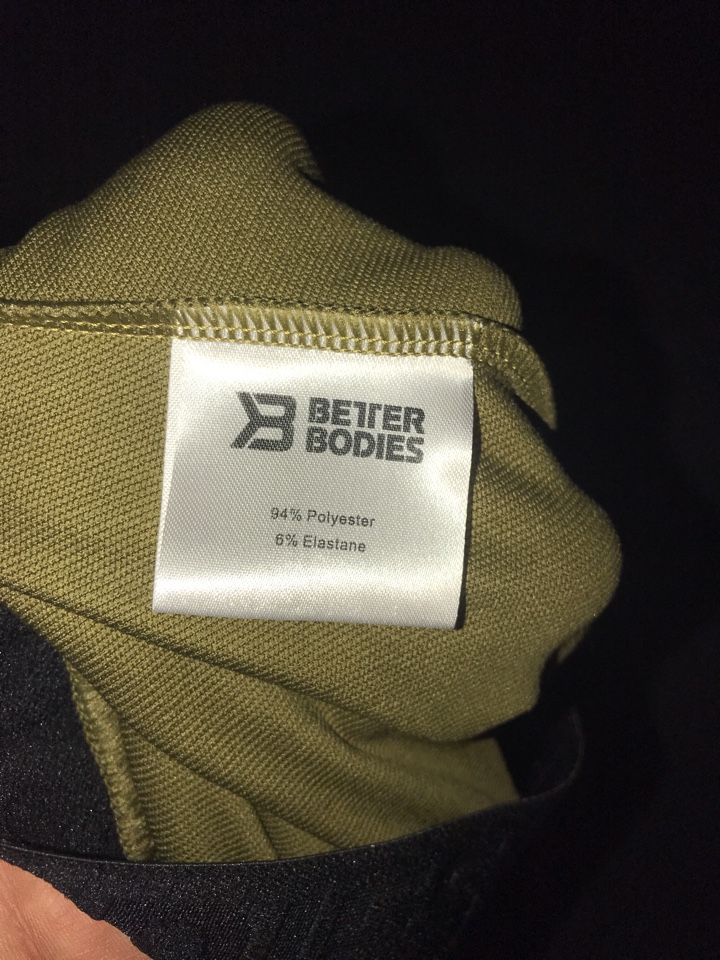 BETTER
BODIES
94% Polyester
6% Elastane